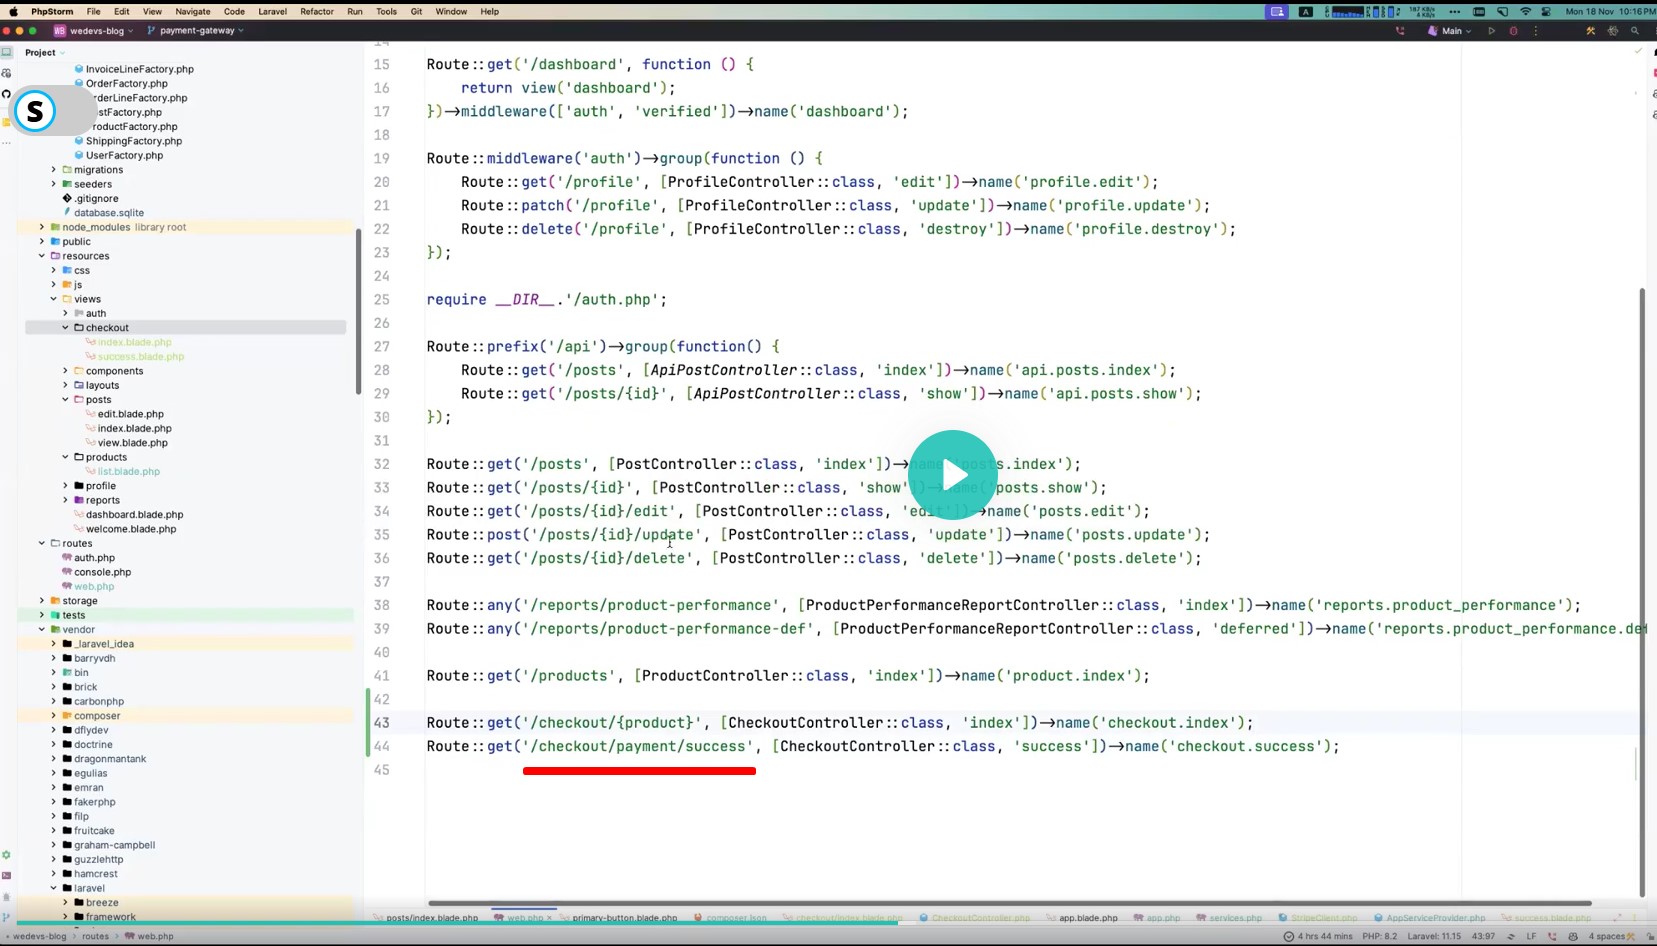 PhpStorm File Edit View Navigate Code Laravel Refactor Run Tools Git Window Help
A 187 KB/s 6 KB/s Mon 18 Nov 10:16 PM
WB wedevs-blog payment-gateway Main
Project
InvoiceLineFactory.php
OrderFactory.php
rderLineFactory.php
stFactory.php
roductFactory.php
ShippingFactory.php
UserFactory.php
migrations
seeders
.gitignore
database.sqlite
node_modules library root
public
resources
css
js
views
auth
checkout
index.blade.php
success.blade.php
components
layouts
posts
edit.blade.php
index.blade.php
view.blade.php
products
list.blade.php
profile
reports
dashboard.blade.php
welcome.blade.php
routes
auth.php
console.php
web.php
storage
tests
vendor
_laravel_idea
barryvdh
bin
brick
carbonphp
composer
dflydev
doctrine
dragonmantank
egulias
emran
fakerphp
filp
fruitcake
graham-campbell
guzzlehttp
hamcrest
laravel
breeze
framework
S
14
15 Route::get('/dashboard', function () {
16 return view('dashboard');
17 })→middleware(['auth', 'verified'])→name('dashboard');
18
19 Route::middleware('auth')→group(function () {
20 Route::get('/profile', [ProfileController::class, 'edit'])→name('profile.edit');
21 Route::patch('/profile', [ProfileController::class, 'update'])→name('profile.update');
22 Route::delete('/profile', [ProfileController::class, 'destroy'])→name('profile.destroy');
23 });
24
25 require __DIR__.'/auth.php';
26
27 Route::prefix('/api')→group(function() {
28 Route::get('/posts', [ApiPostController::class, 'index'])→name('api.posts.index');
29 Route::get('/posts/{id}', [ApiPostController::class, 'show'])→name('api.posts.show');
30 });
31
32 Route::get('/posts', [PostController::class, 'index'])→name('posts.index');
33 Route::get('/posts/{id}', [PostController::class, 'show'])→name('posts.show');
34 Route::get('/posts/{id}/edit', [PostController::class, 'edit'])→name('posts.edit');
35 Route::post('/posts/{id}/update', [PostController::class, 'update'])→name('posts.update');
36 Route::get('/posts/{id}/delete', [PostController::class, 'delete'])→name('posts.delete');
37
38 Route::any('/reports/product-performance', [ProductPerformanceReportController::class, 'index'])→name('reports.product_performance');
39 Route::any('/reports/product-performance-def', [ProductPerformanceReportController::class, 'deferred'])→name('reports.product_performance.def
40
41 Route::get('/products', [ProductController::class, 'index'])→name('product.index');
42
43 Route::get('/checkout/{product}', [CheckoutController::class, 'index'])→name('checkout.index');
44 Route::get('/checkout/payment/success', [CheckoutController::class, 'success'])→name('checkout.success');
45
posts/index.blade.php web.php × primary-button.blade.php composer.json checkout/index.blade.php CheckoutController.php app.blade.php app.php services.php StripeClient.php AppServiceProvider.php success.blade.php
wedevs-blog › routes › web.php 4 hrs 44 mins PHP: 8.2 Laravel: 11.15 43:97 LF 4 spaces